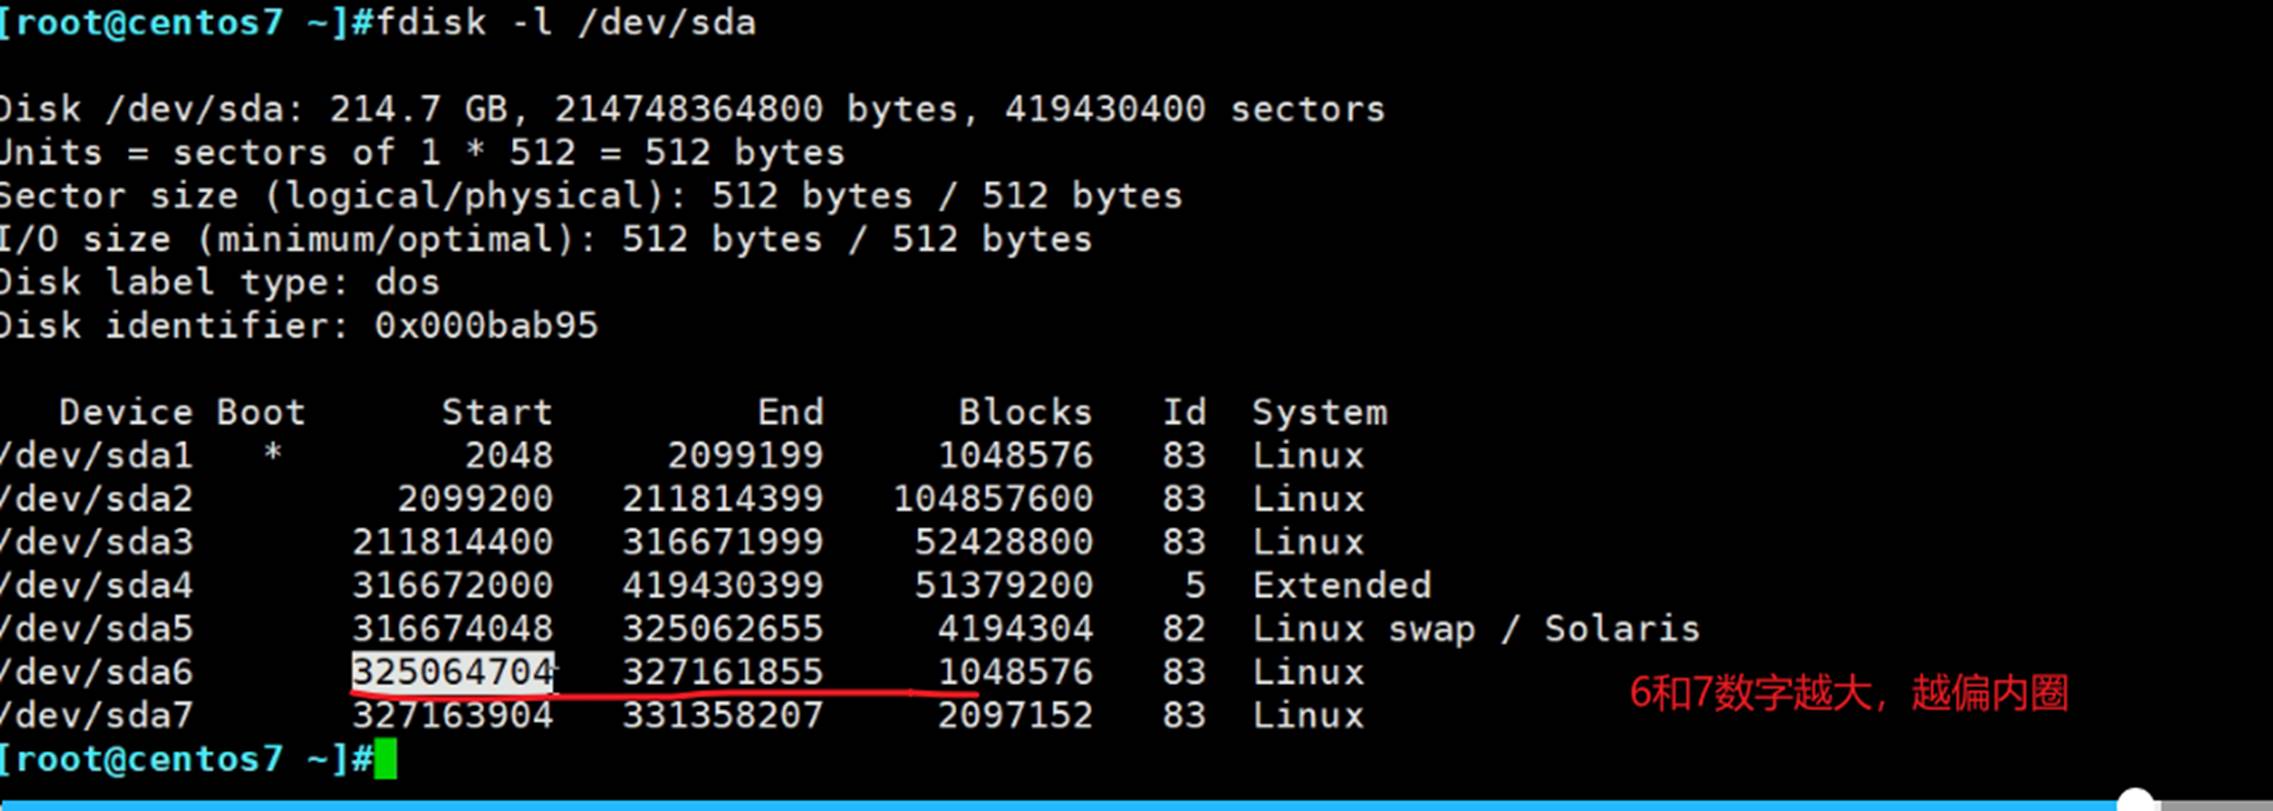 [root@centos7 ~]#fdisk -l /dev/sda
Disk /dev/sda: 214.7 GB, 214748364800 bytes, 419430400 sectors
Units = sectors of 1 * 512 = 512 bytes
Sector size (logical/physical): 512 bytes / 512 bytes
I/O size (minimum/optimal): 512 bytes / 512 bytes
Disk label type: dos
Disk identifier: 0x000bab95
Device Boot Start End Blocks Id System
/dev/sda1 * 2048 2099199 1048576 83 Linux
/dev/sda2 2099200 211814399 104857600 83 Linux
/dev/sda3 211814400 316671999 52428800 83 Linux
/dev/sda4 316672000 419430399 51379200 5 Extended
/dev/sda5 316674048 325062655 4194304 82 Linux swap / Solaris
/dev/sda6 325064704 327161855 1048576 83 Linux
6和7数字越大，越偏内圈
/dev/sda7 327163904 331358207 2097152 83 Linux
[root@centos7 ~]#